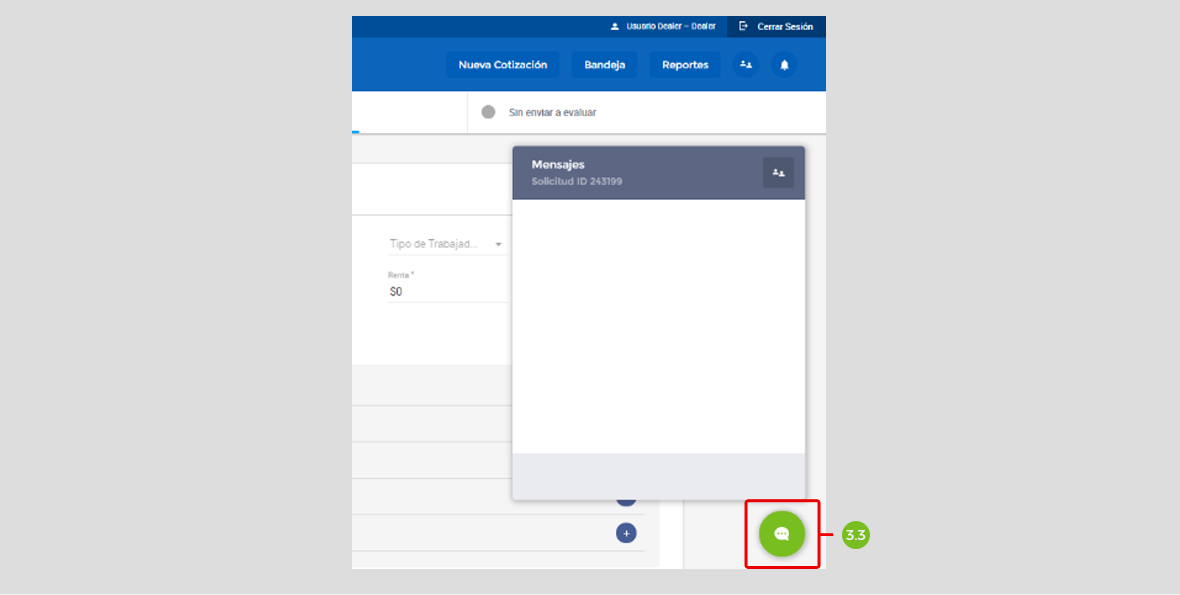 Usuario Dealer – Dealer
Cerrar Sesión
Nueva Cotización
Bandeja
Reportes
Sin enviar a evaluar
Mensajes
Solicitud ID 243199
Tipo de Trabajad...
Renta *
$0
+
3.3